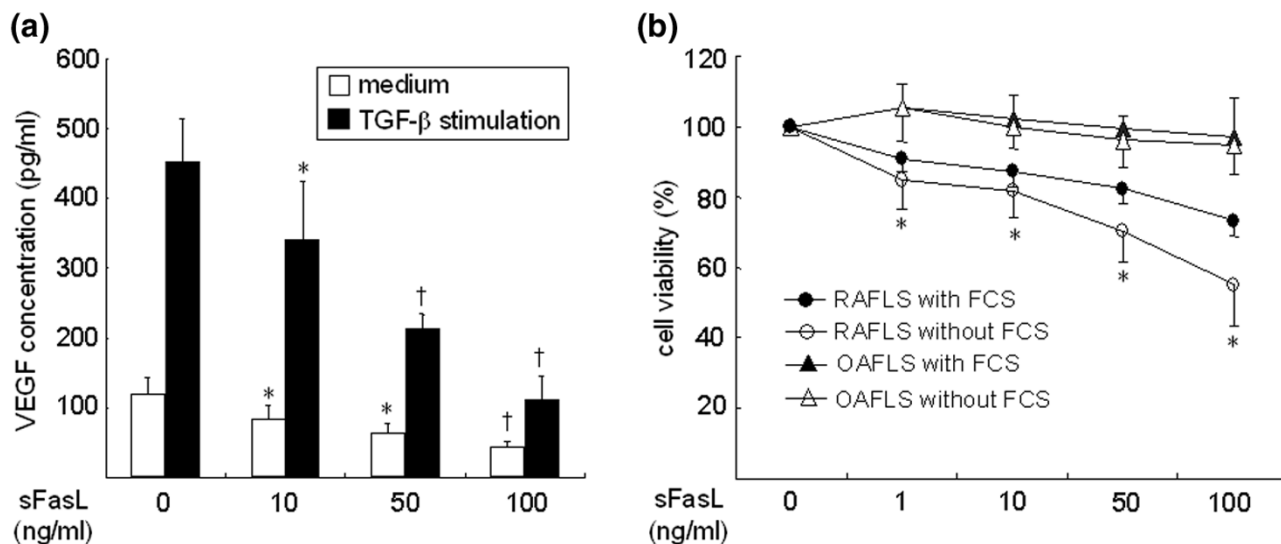 (a)
600
500
400
300
200
100
VEGF concentration (pg/ml)
medium
TGF-β stimulation
*
*
*
†
†
†
sFasL
(ng/ml)
0
10
50
100
(b)
120
100
80
60
40
20
cell viability (%)
*
*
*
*
RAFLS with FCS
RAFLS without FCS
OAFLS with FCS
OAFLS without FCS
sFasL
(ng/ml)
0
1
10
50
100